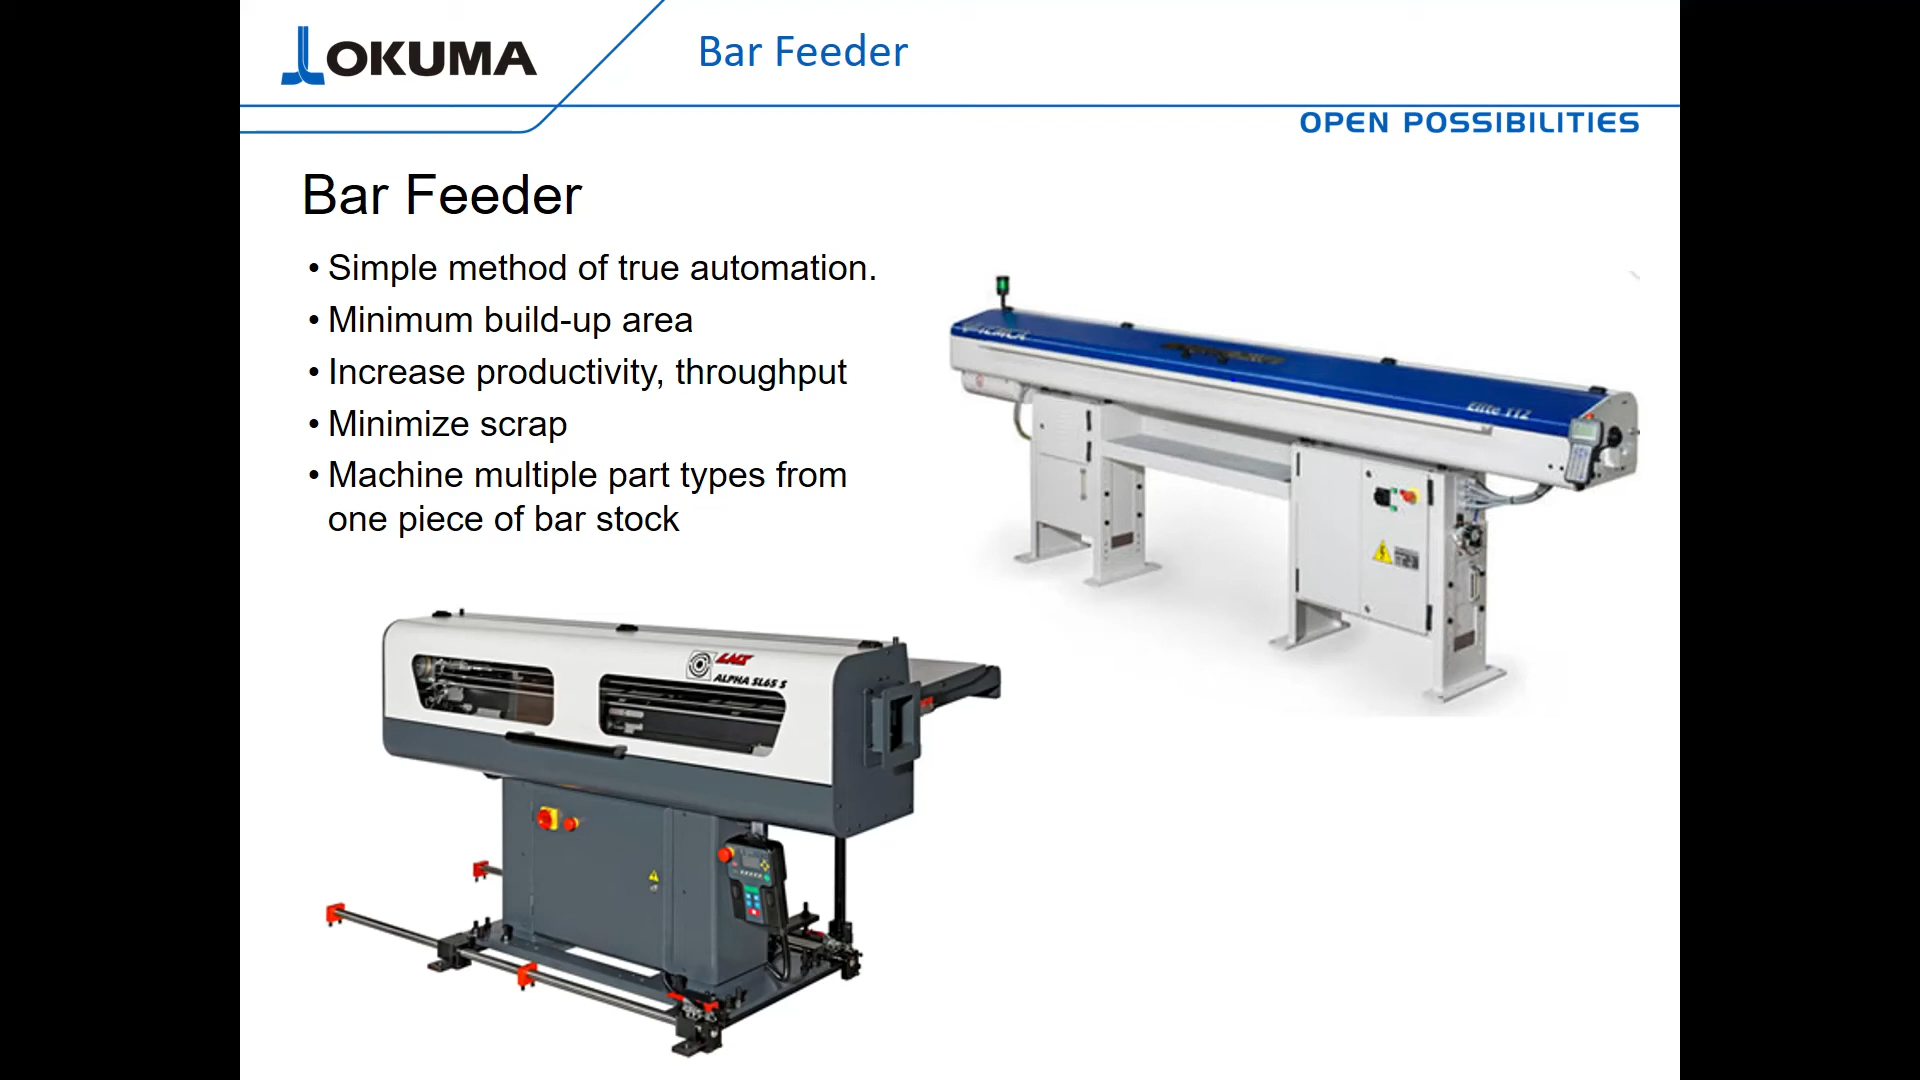 OKUMA
Bar Feeder
OPEN POSSIBILITIES
Bar Feeder
• Simple method of true automation.
• Minimum build-up area
• Increase productivity, throughput
• Minimize scrap
• Machine multiple part types from
one piece of bar stock
Elite 112
ALPHA SL65 S